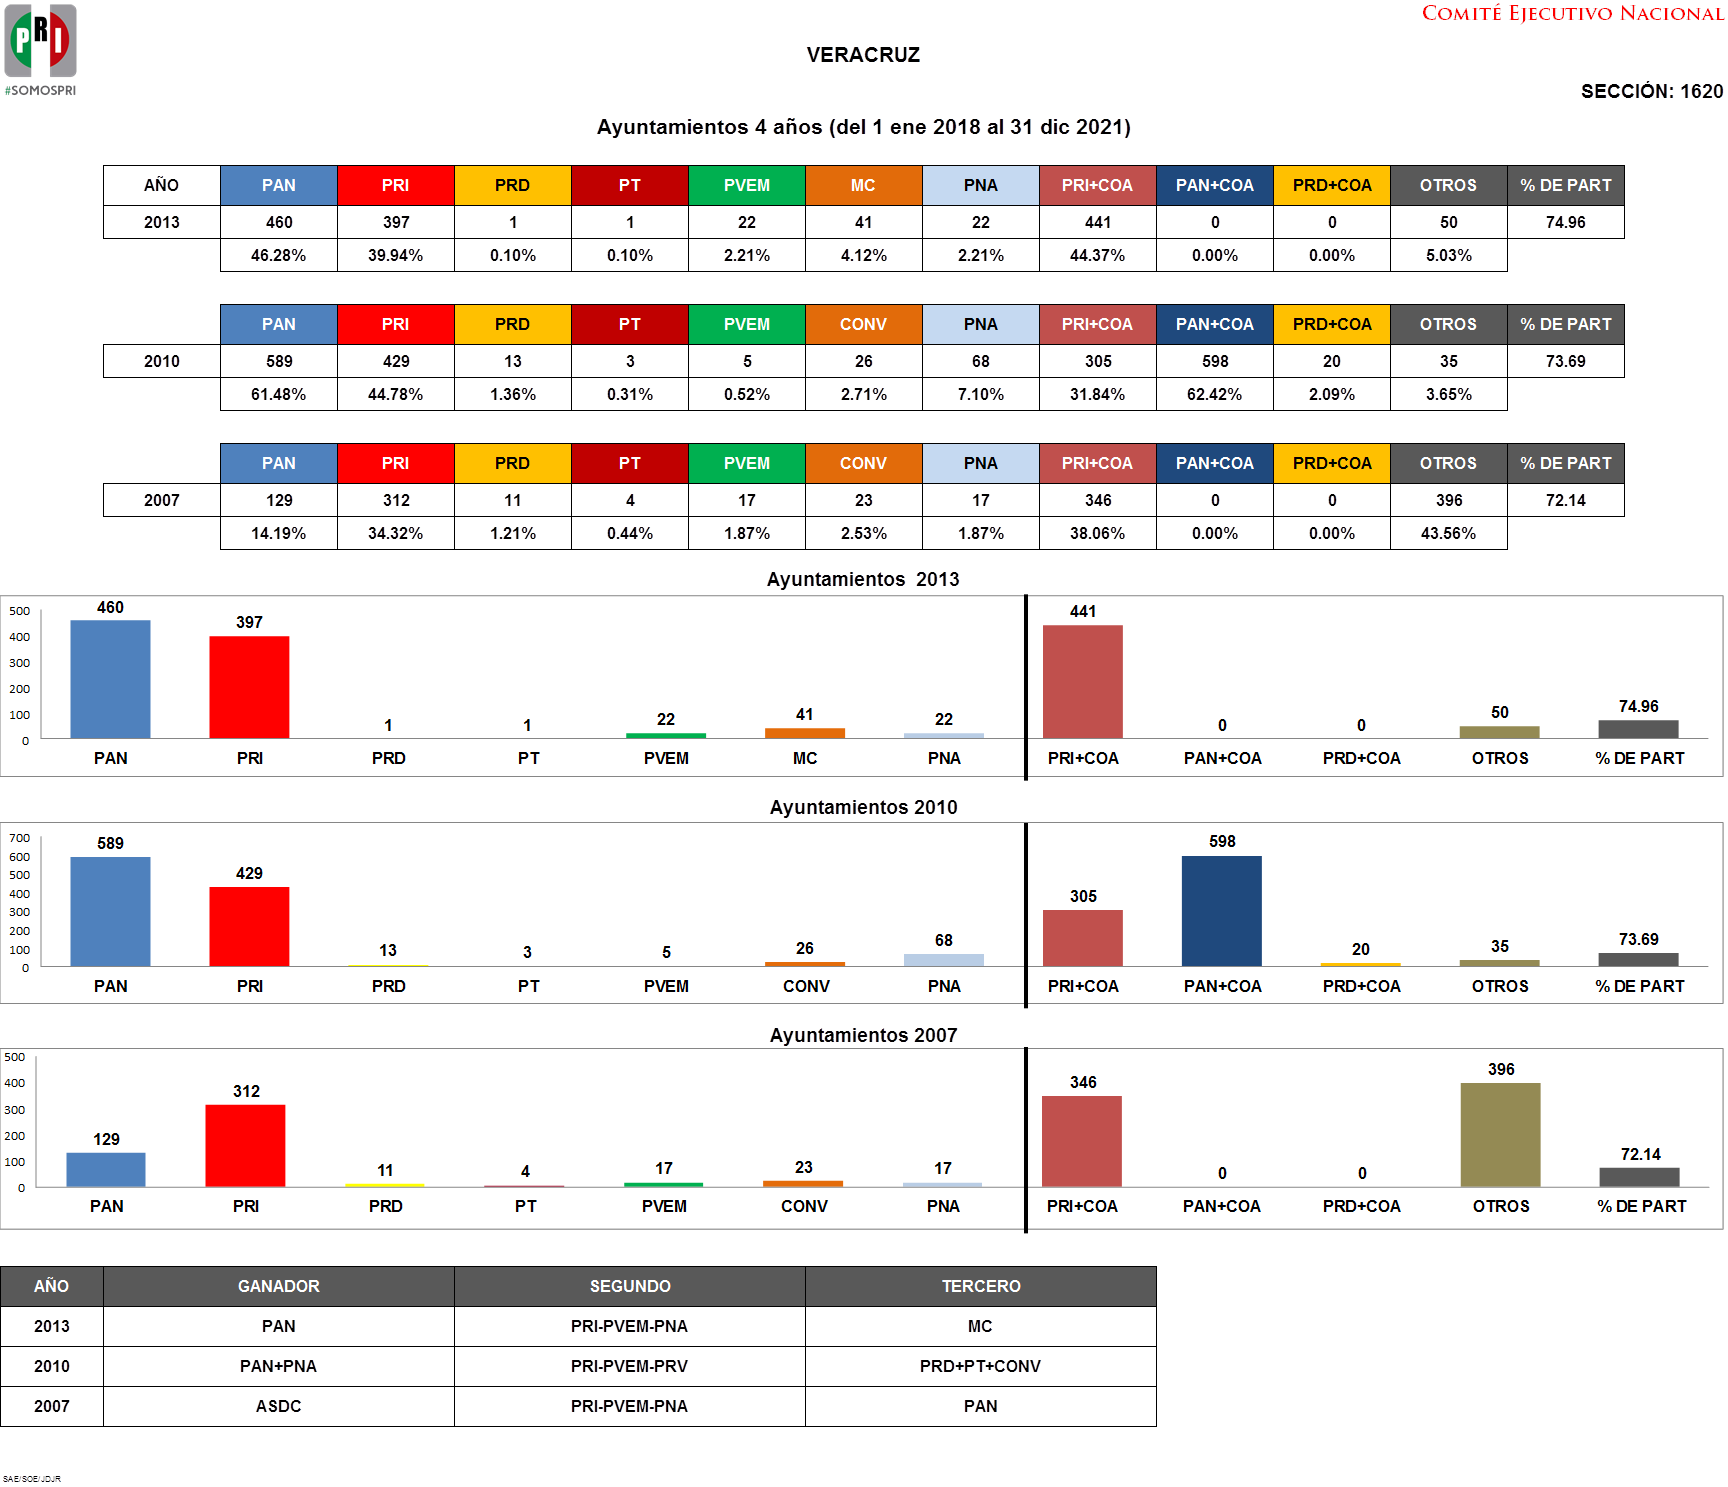 PRI
#SOMOSPRI
COMITÉ EJECUTIVO NACIONAL
VERACRUZ
SECCIÓN: 1620
Ayuntamientos 4 años (del 1 ene 2018 al 31 dic 2021)
AÑO PAN PRI PRD PT PVEM MC PNA PRI+COA PAN+COA PRD+COA OTROS % DE PART
2013 460 397 1 1 22 41 22 441 0 0 50 74.96
46.28% 39.94% 0.10% 0.10% 2.21% 4.12% 2.21% 44.37% 0.00% 0.00% 5.03%
PAN PRI PRD PT PVEM CONV PNA PRI+COA PAN+COA PRD+COA OTROS % DE PART
2010 589 429 13 3 5 26 68 305 598 20 35 73.69
61.48% 44.78% 1.36% 0.31% 0.52% 2.71% 7.10% 31.84% 62.42% 2.09% 3.65%
PAN PRI PRD PT PVEM CONV PNA PRI+COA PAN+COA PRD+COA OTROS % DE PART
2007 129 312 11 4 17 23 17 346 0 0 396 72.14
14.19% 34.32% 1.21% 0.44% 1.87% 2.53% 1.87% 38.06% 0.00% 0.00% 43.56%
Ayuntamientos 2013
500
400
300
200
100
0
460 397 1 1 22 41 22 441 0 0 50 74.96
PAN PRI PRD PT PVEM MC PNA PRI+COA PAN+COA PRD+COA OTROS % DE PART
Ayuntamientos 2010
700
600
500
400
300
200
100
0
589 429 13 3 5 26 68 305 598 20 35 73.69
PAN PRI PRD PT PVEM CONV PNA PRI+COA PAN+COA PRD+COA OTROS % DE PART
Ayuntamientos 2007
500
400
300
200
100
0
129 312 11 4 17 23 17 346 0 0 396 72.14
PAN PRI PRD PT PVEM CONV PNA PRI+COA PAN+COA PRD+COA OTROS % DE PART
AÑO GANADOR SEGUNDO TERCERO
2013 PAN PRI-PVEM-PNA MC
2010 PAN+PNA PRI-PVEM-PRV PRD+PT+CONV
2007 ASDC PRI-PVEM-PNA PAN
SAE/SOE/JDJR